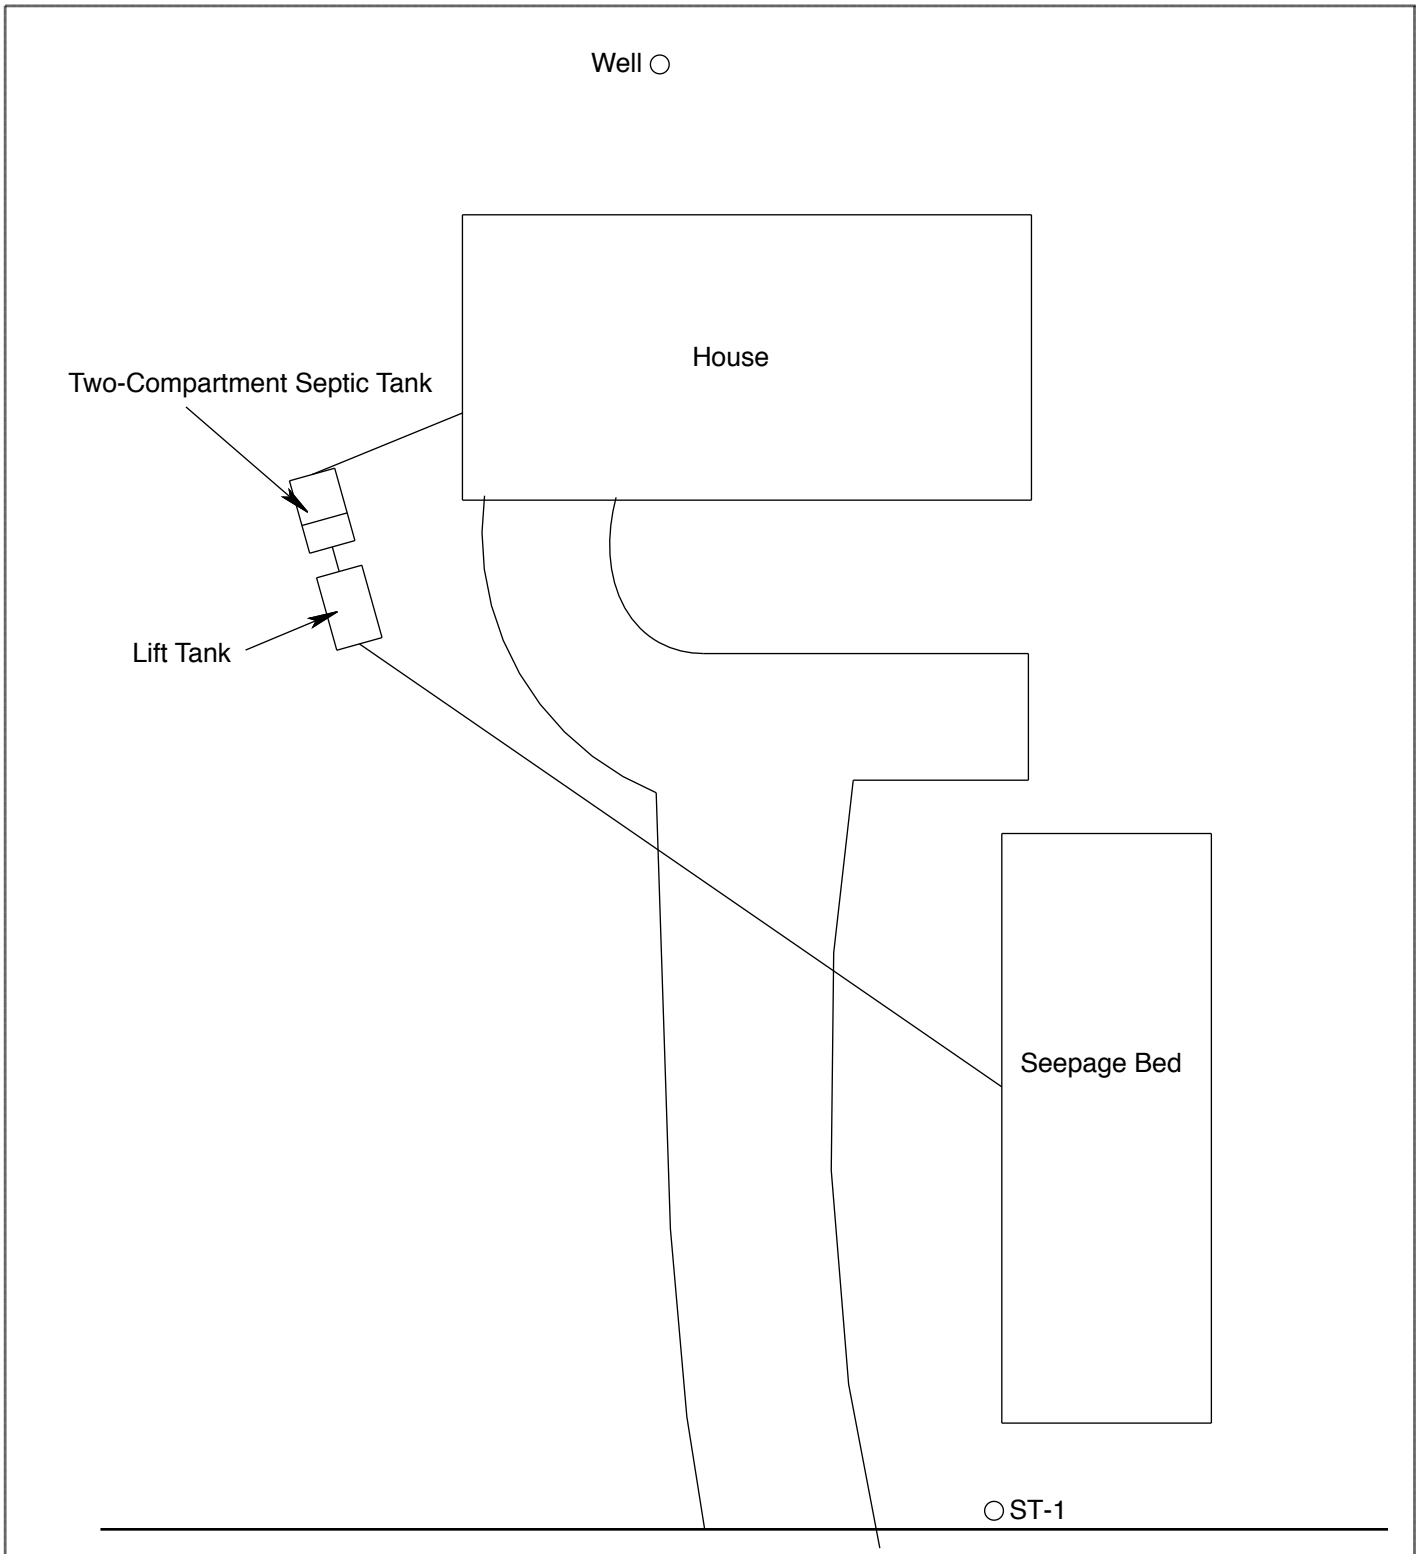 Well
House
Two-Compartment Septic Tank
Lift Tank
Seepage Bed
ST-1